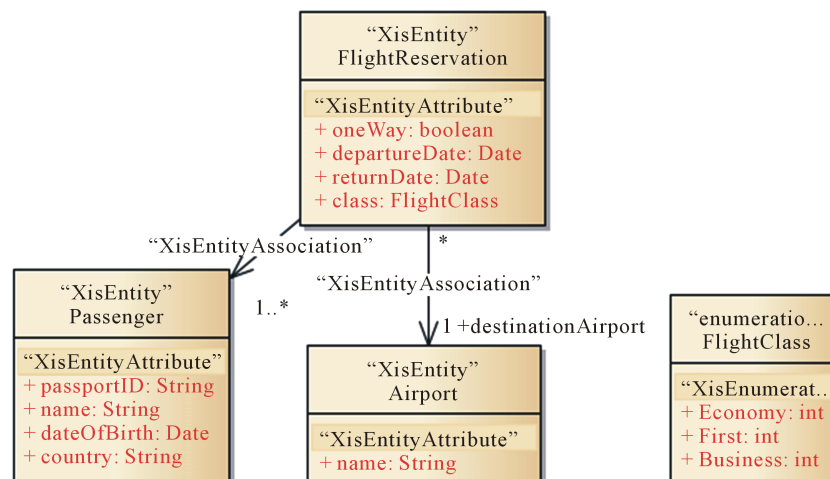 “XisEntity”
FlightReservation
“XisEntityAttribute”
+ oneWay: boolean
+ departureDate: Date
+ returnDate: Date
+ class: FlightClass
“XisEntityAssociation”
*
“XisEntityAssociation”
1..*
1 +destinationAirport
“XisEntity”
Passenger
“XisEntityAttribute”
+ passportID: String
+ name: String
+ dateOfBirth: Date
+ country: String
“XisEntity”
Airport
“XisEntityAttribute”
+ name: String
“enumeratio...
FlightClass
“XisEnumerat...
+ Economy: int
+ First: int
+ Business: int